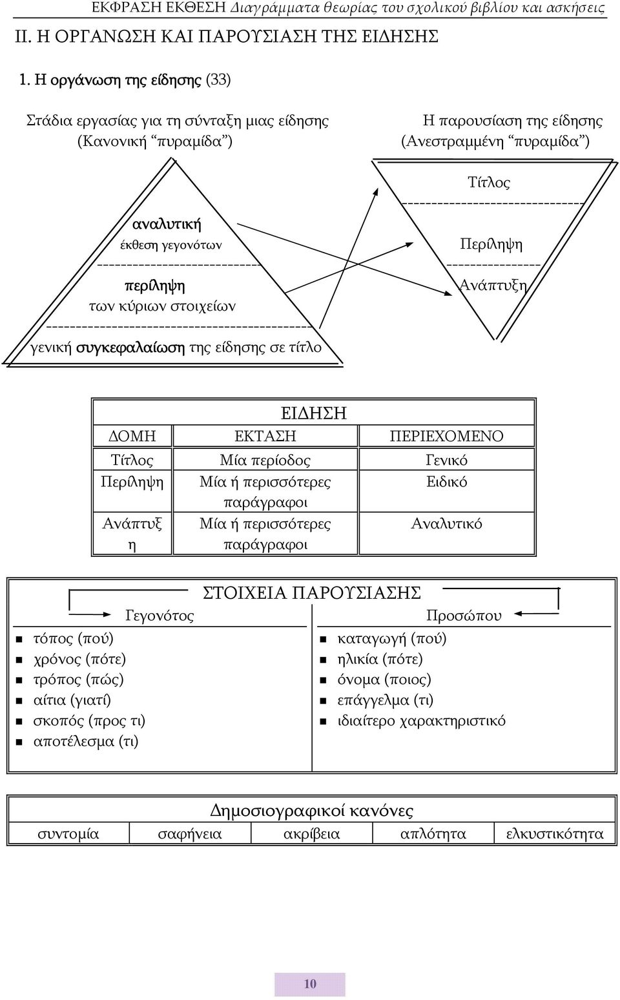 ΕΚΦΡΑΣΗ ΕΚΘΕΣΗ Διαγράμματα θεωρίας του σχολικού βιβλίου και ασκήσεις
ΙΙ. Η ΟΡΓΑΝΩΣΗ ΚΑΙ ΠΑΡΟΥΣΙΑΣΗ ΤΗΣ ΕΙΔΗΣΗΣ
1. Η οργάνωση της είδησης (33)
Στάδια εργασίας για τη σύνταξη μιας είδησης
(Κανονική “πυραμίδα”)
Η παρουσίαση της είδησης
(Ανεστραμμένη “πυραμίδα”)
αναλυτική
έκθεση γεγονότων
περίληψη
των κύριων στοιχείων
γενική συγκεφαλαίωση της είδησης σε τίτλο
Τίτλος
Περίληψη
Ανάπτυξη
ΕΙΔΗΣΗ
ΔΟΜΗ ΕΚΤΑΣΗ ΠΕΡΙΕΧΟΜΕΝΟ
Τίτλος Μία περίοδος Γενικό
Περίληψη Μία ή περισσότερες Ειδικό
παράγραφοι
Ανάπτυξ Μία ή περισσότερες Αναλυτικό
η παράγραφοι
ΣΤΟΙΧΕΙΑ ΠΑΡΟΥΣΙΑΣΗΣ
Γεγονότος
τόπος (πού)
χρόνος (πότε)
τρόπος (πώς)
αίτια (γιατί)
σκοπός (προς τι)
αποτέλεσμα (τι)
Προσώπου
καταγωγή (πού)
ηλικία (πότε)
όνομα (ποιος)
επάγγελμα (τι)
ιδιαίτερο χαρακτηριστικό
Δημοσιογραφικοί κανόνες
συντομία σαφήνεια ακρίβεια απλότητα ελκυστικότητα
10